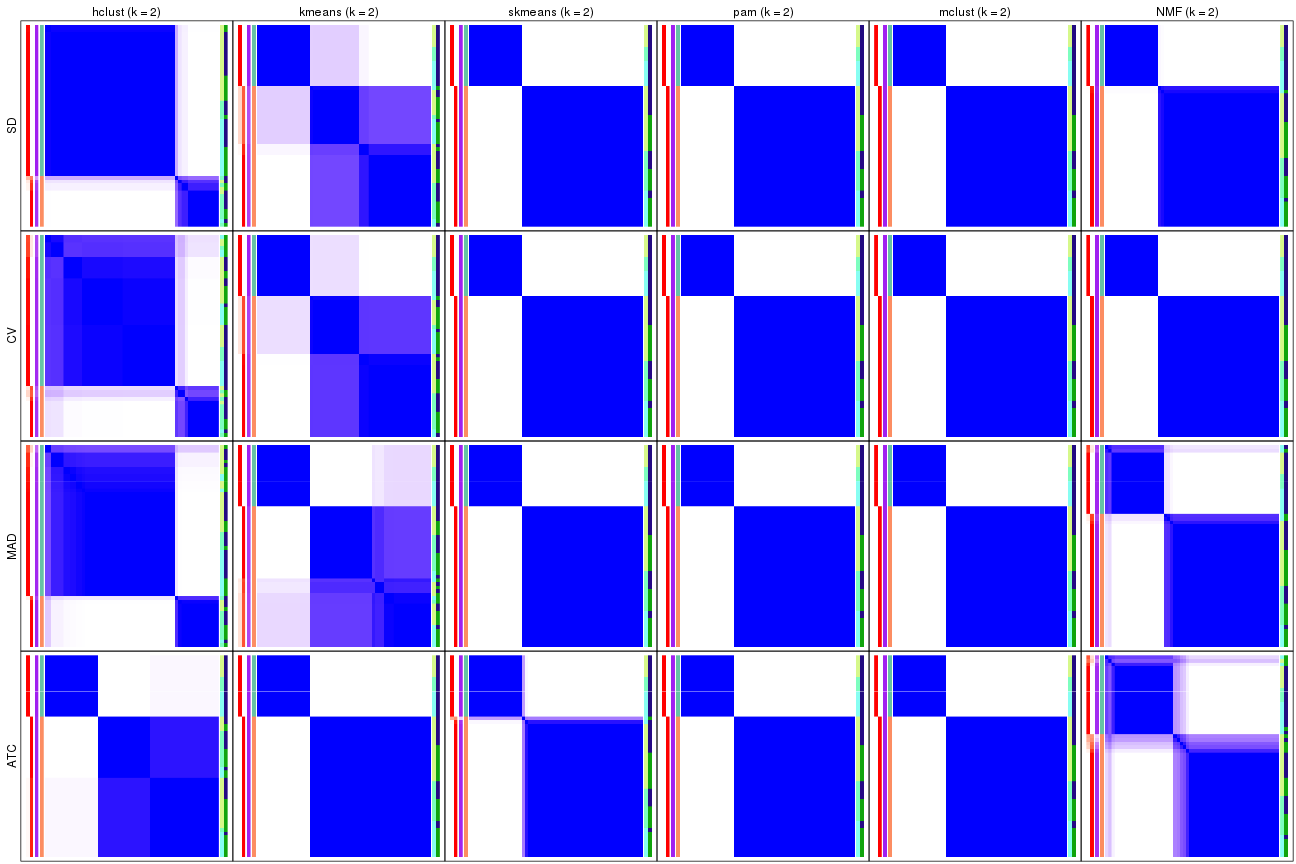 hclust (k = 2) kmeans (k = 2) skmeans (k = 2) pam (k = 2) mclust (k = 2) NMF (k = 2)
SD
CV
MAD
ATC